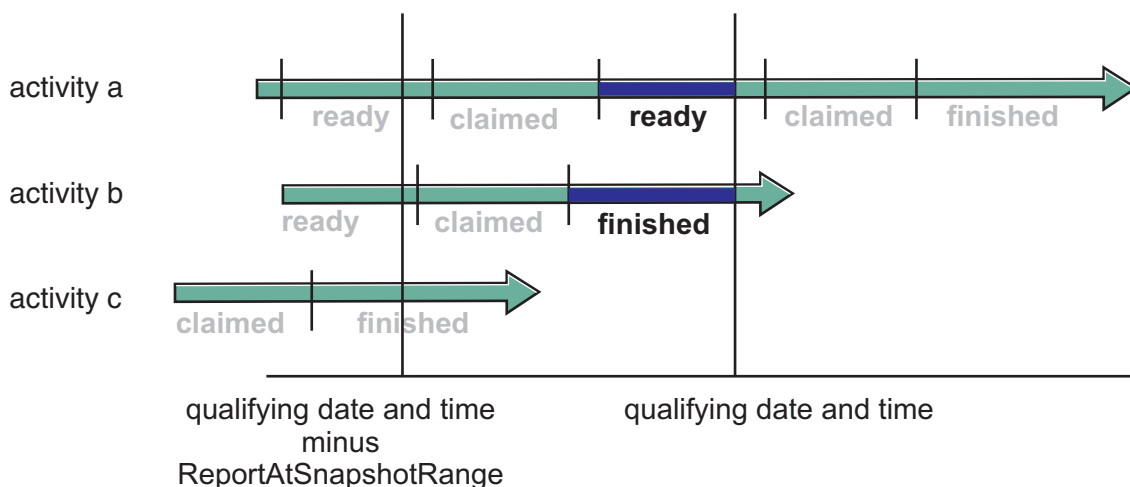 activity a
ready claimed ready claimed finished
activity b
ready claimed finished
activity c
claimed finished
qualifying date and time
minus
ReportAtSnapshotRange
qualifying date and time